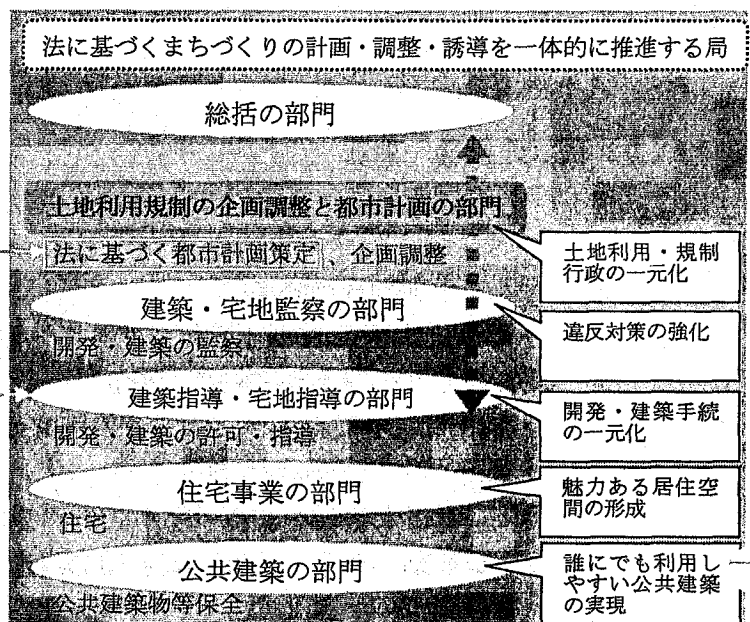 法に基づくまちづくりの計画・調整・誘導を一体的に推進する局
総括の部門
土地利用規制の企画調整と都市計画の部門
法に基づく都市計画策定、企画調整
土地利用・規制
行政の一元化
建築・宅地監察の部門
開発・建築の監察
違反対策の強化
建築指導・宅地指導の部門
開発・建築の許可・指導
開発・建築手続
の一元化
住宅事業の部門
住宅
魅力ある居住空
間の形成
公共建築の部門
公共建築物等保全
誰にでも利用し
やすい公共建築
の実現